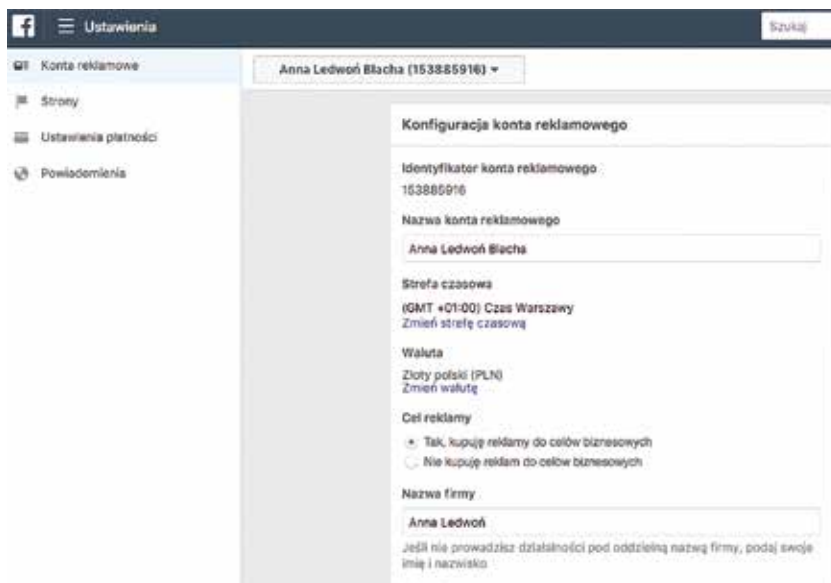 f Ustawienia
Szukaj
Konta reklamowe
Strony
Ustawienia płatności
Powiadomienia
Anna Ledwoń Błacha (153885916)
Konfiguracja konta reklamowego
Identyfikator konta reklamowego
153885916
Nazwa konta reklamowego
Anna Ledwoń Błacha
Strefa czasowa
(GMT +01:00) Czas Warszawy
Zmień strefę czasową
Waluta
Złoty polski (PLN)
Zmień walutę
Cel reklamy
Tak, kupuję reklamy do celów biznesowych
Nie kupuję reklam do celów biznesowych
Nazwa firmy
Anna Ledwoń
Jeśli nie prowadzisz działalności pod oddzielną nazwą firmy, podaj swoje
imię i nazwisko